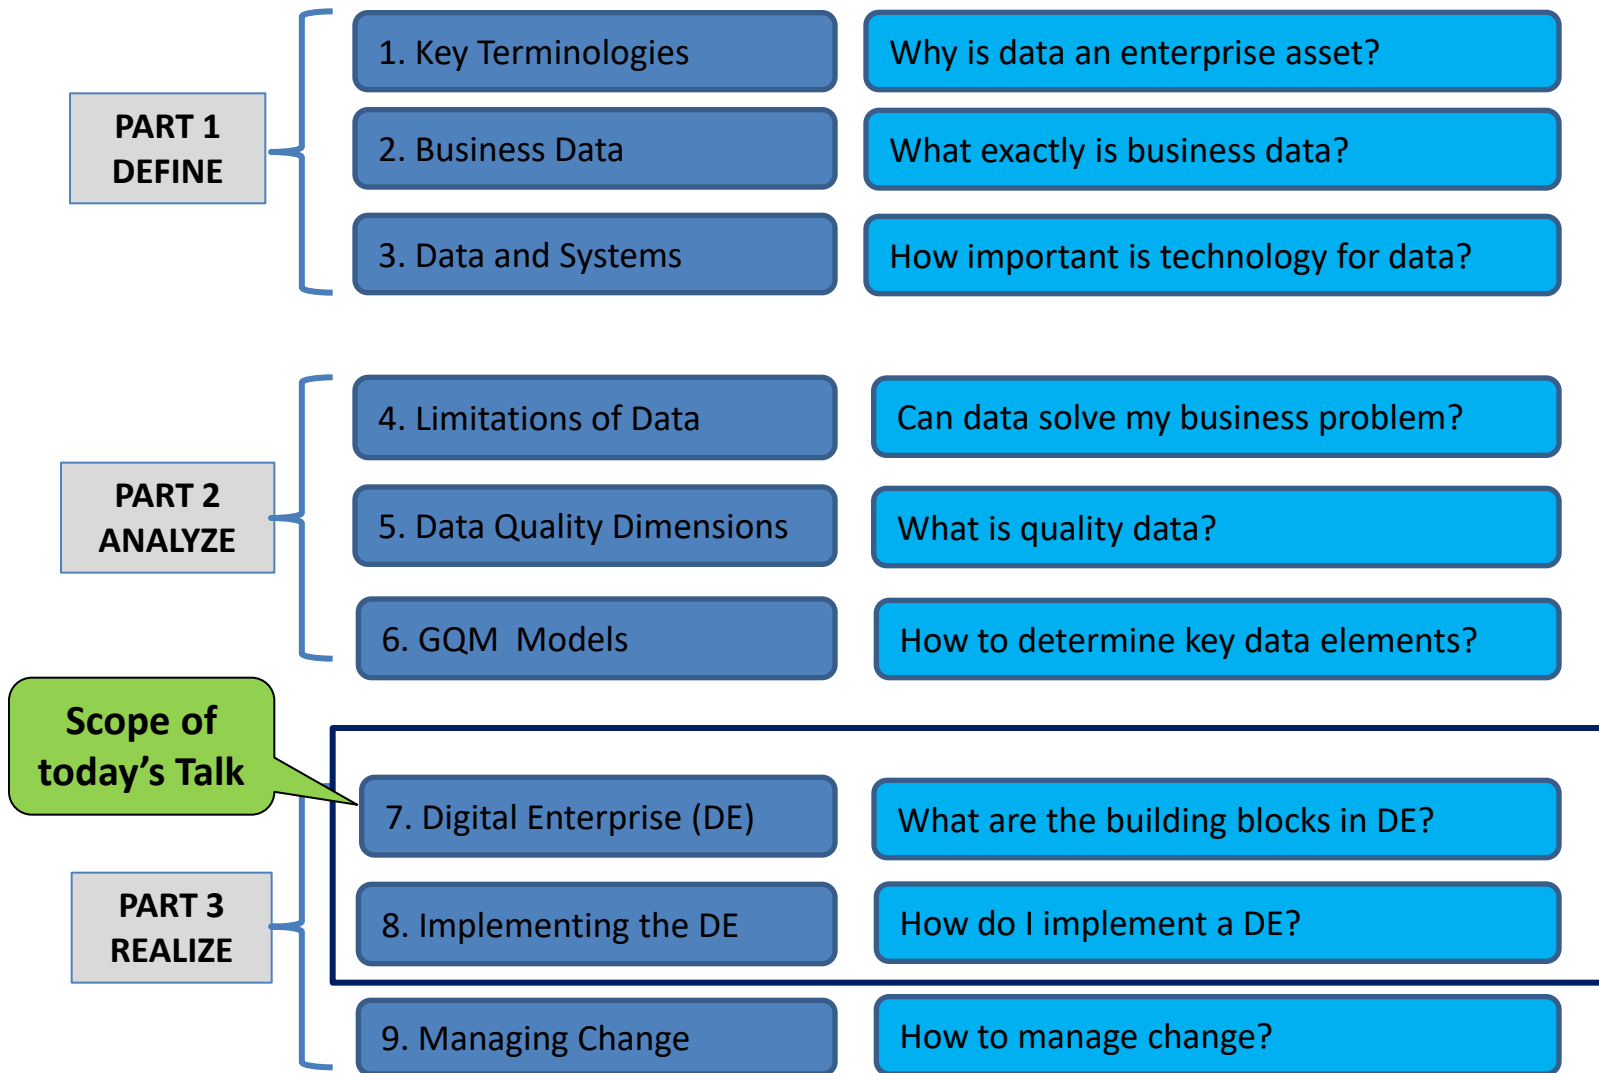 1. Key Terminologies
Why is data an enterprise asset?
PART 1
DEFINE
2. Business Data
What exactly is business data?
3. Data and Systems
How important is technology for data?
4. Limitations of Data
Can data solve my business problem?
PART 2
ANALYZE
5. Data Quality Dimensions
What is quality data?
6. GQM  Models
How to determine key data elements?
Scope of
today’s Talk
7. Digital Enterprise (DE)
What are the building blocks in DE?
PART 3
REALIZE
8. Implementing the DE
How do I implement a DE?
9. Managing Change
How to manage change?